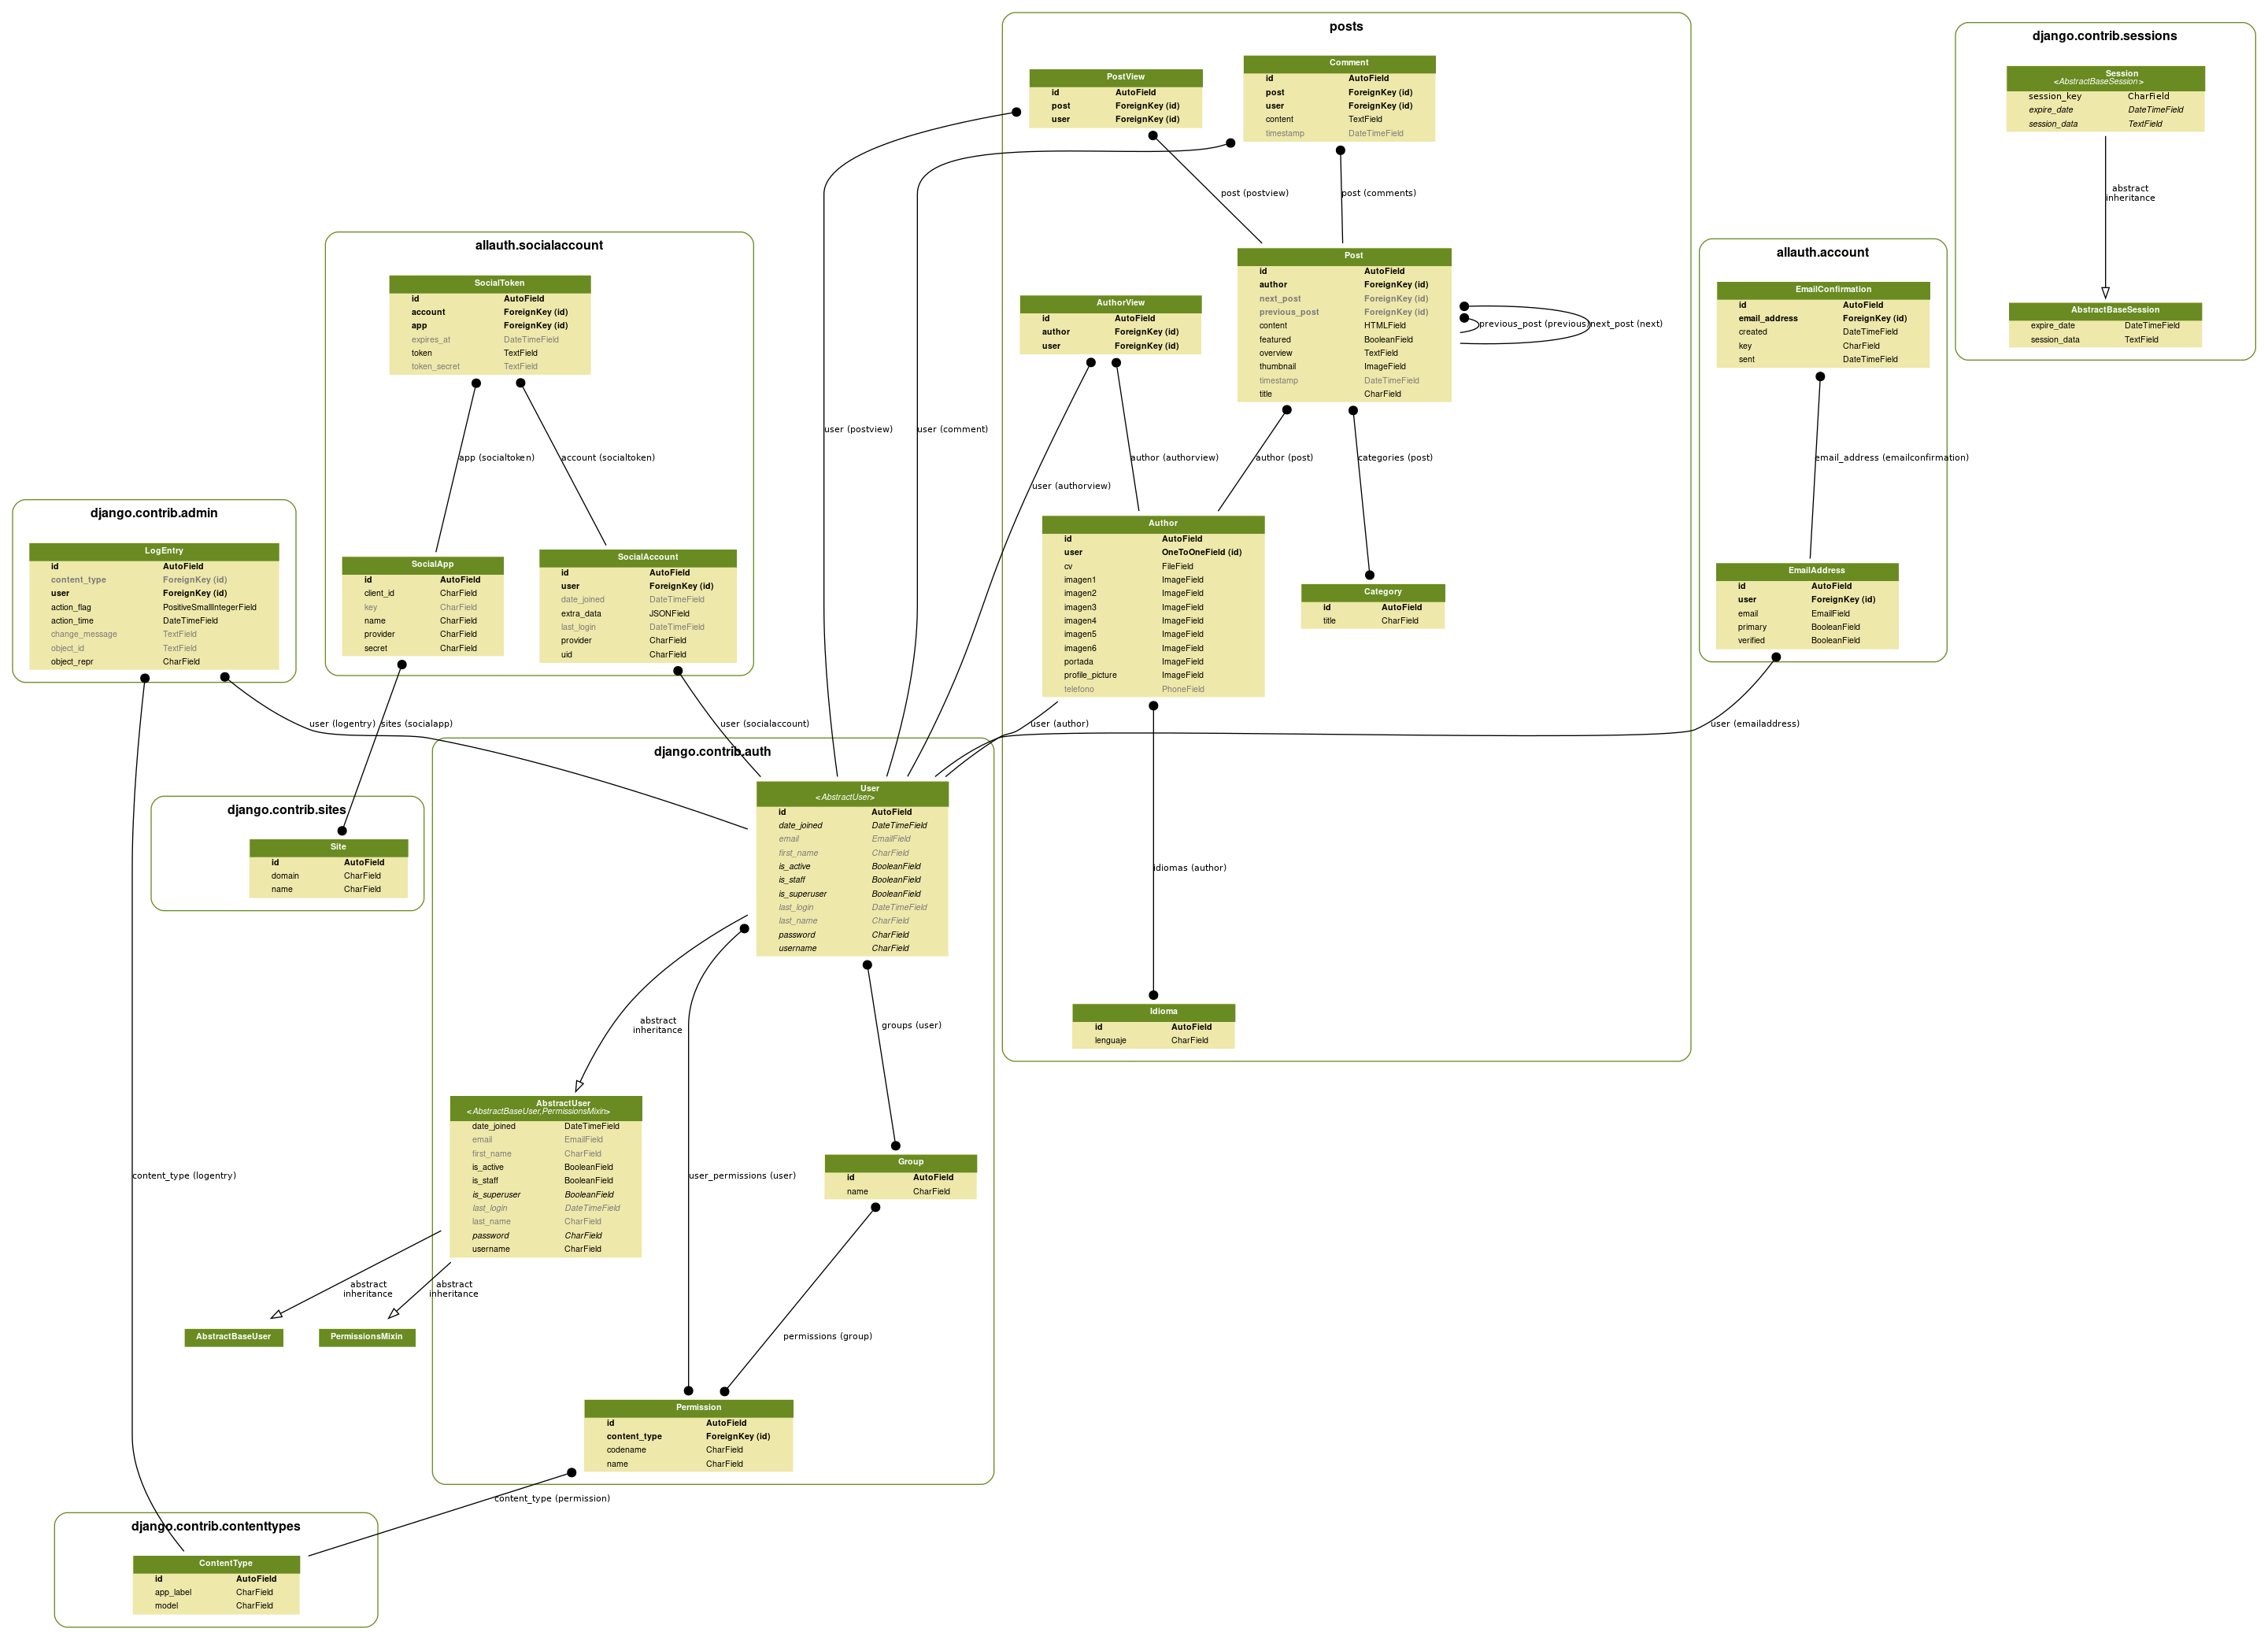 posts
PostView
id AutoField
post ForeignKey (id)
user ForeignKey (id)
Comment
id AutoField
post ForeignKey (id)
user ForeignKey (id)
content TextField
timestamp DateTimeField
post (postview)
post (comments)
Post
id AutoField
author ForeignKey (id)
next_post ForeignKey (id)
previous_post ForeignKey (id)
content HTMLField
featured BooleanField
overview TextField
thumbnail ImageField
timestamp DateTimeField
title CharField
previous_post (previous)
next_post (next)
AuthorView
id AutoField
author ForeignKey (id)
user ForeignKey (id)
user (postview)
user (comment)
user (authorview)
author (authorview)
author (post)
categories (post)
Author
id AutoField
user OneToOneField (id)
cv FileField
imagen1 ImageField
imagen2 ImageField
imagen3 ImageField
imagen4 ImageField
imagen5 ImageField
imagen6 ImageField
portada ImageField
profile_picture ImageField
telefono PhoneField
Category
id AutoField
title CharField
user (author)
idiomas (author)
Idioma
id AutoField
lenguaje CharField
django.contrib.sessions
Session
<AbstractBaseSession>
session_key CharField
expire_date DateTimeField
session_data TextField
abstract
inheritance
AbstractBaseSession
expire_date DateTimeField
session_data TextField
allauth.account
EmailConfirmation
id AutoField
email_address ForeignKey (id)
created DateTimeField
key CharField
sent DateTimeField
email_address (emailconfirmation)
EmailAddress
id AutoField
user ForeignKey (id)
email EmailField
primary BooleanField
verified BooleanField
user (emailaddress)
allauth.socialaccount
SocialToken
id AutoField
account ForeignKey (id)
app ForeignKey (id)
expires_at DateTimeField
token TextField
token_secret TextField
app (socialtoken)
account (socialtoken)
SocialApp
id AutoField
client_id CharField
key CharField
name CharField
provider CharField
secret CharField
SocialAccount
id AutoField
user ForeignKey (id)
date_joined DateTimeField
extra_data JSONField
last_login DateTimeField
provider CharField
uid CharField
django.contrib.admin
LogEntry
id AutoField
content_type ForeignKey (id)
user ForeignKey (id)
action_flag PositiveSmallIntegerField
action_time DateTimeField
change_message TextField
object_id TextField
object_repr CharField
user (logentry)
sites (socialapp)
user (socialaccount)
django.contrib.sites
Site
id AutoField
domain CharField
name CharField
django.contrib.auth
User
<AbstractUser>
id AutoField
date_joined DateTimeField
email EmailField
first_name CharField
is_active BooleanField
is_staff BooleanField
is_superuser BooleanField
last_login DateTimeField
last_name CharField
password CharField
username CharField
abstract
inheritance
groups (user)
AbstractUser
<AbstractBaseUser,PermissionsMixin>
date_joined DateTimeField
email EmailField
first_name CharField
is_active BooleanField
is_staff BooleanField
is_superuser BooleanField
last_login DateTimeField
last_name CharField
password CharField
username CharField
user_permissions (user)
Group
id AutoField
name CharField
content_type (logentry)
abstract
inheritance
abstract
inheritance
AbstractBaseUser
PermissionsMixin
permissions (group)
Permission
id AutoField
content_type ForeignKey (id)
codename CharField
name CharField
content_type (permission)
django.contrib.contenttypes
ContentType
id AutoField
app_label CharField
model CharField